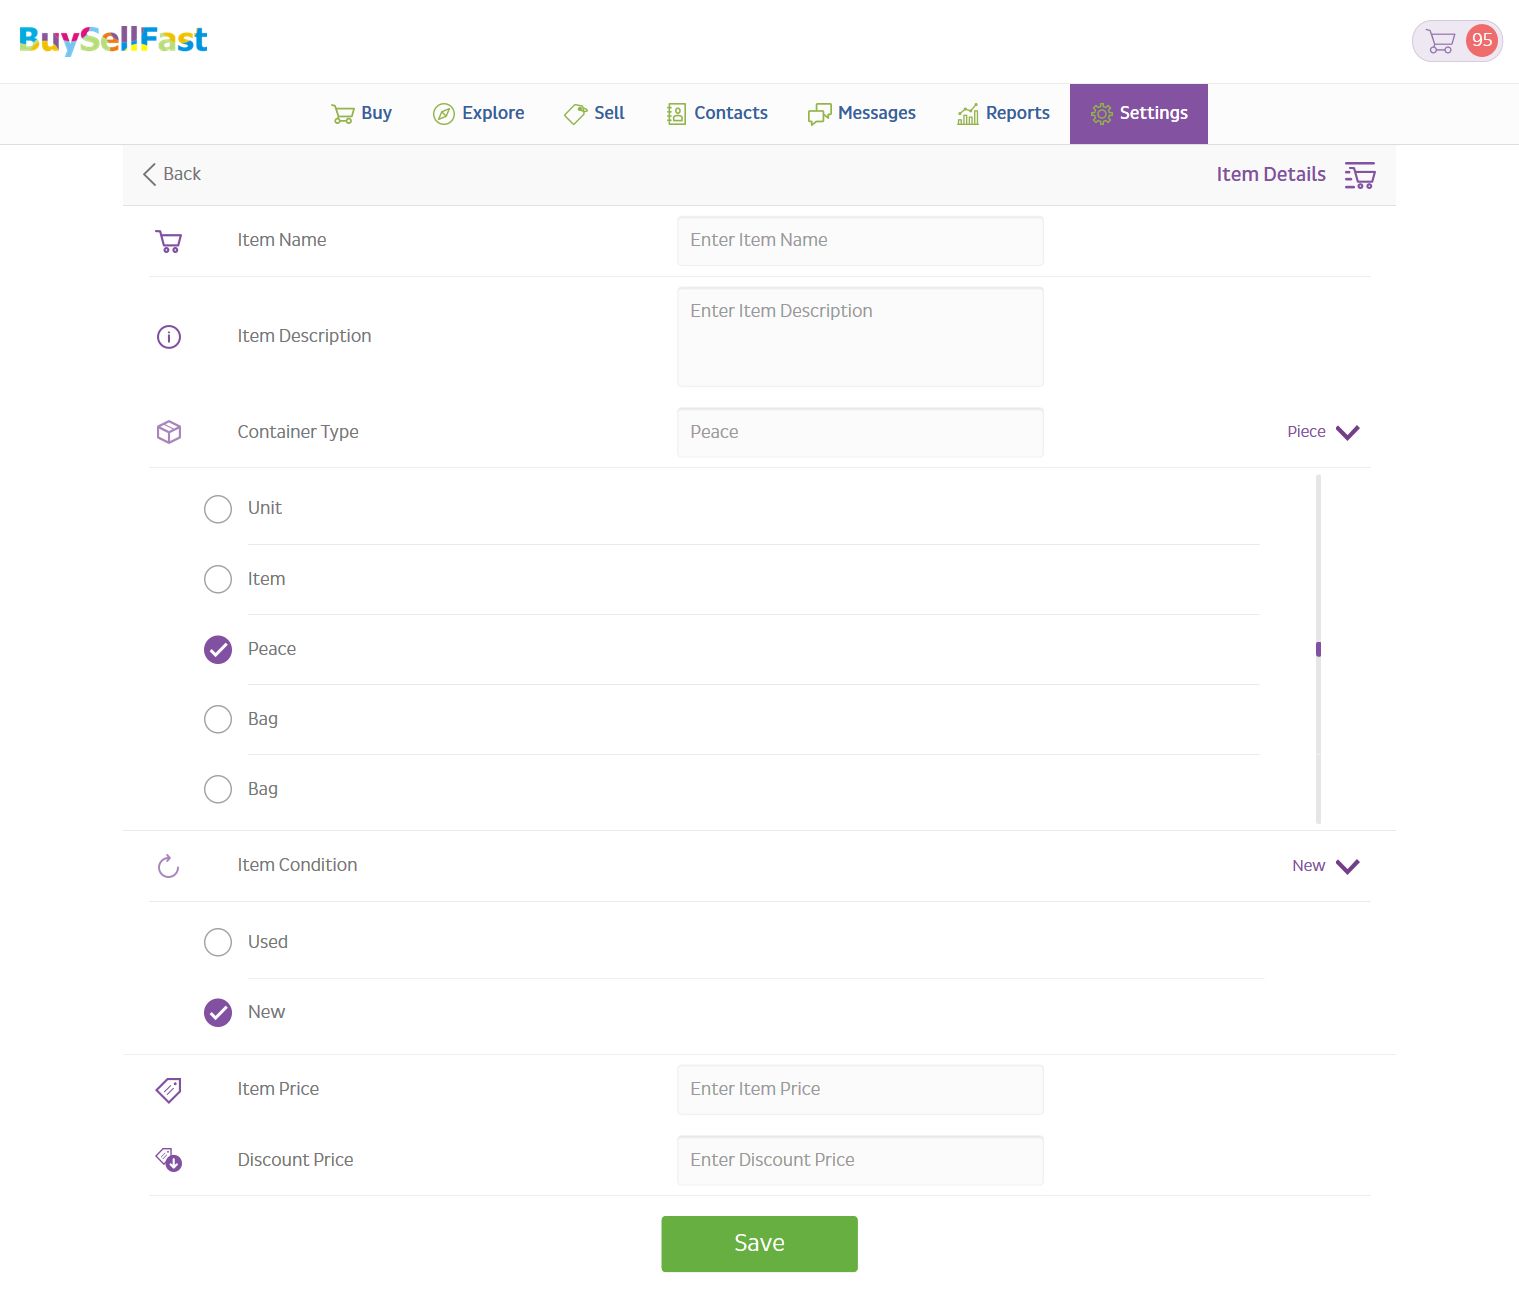 BuySellFast
95
Buy
Explore
Sell
Contacts
Messages
Reports
Settings
Back
Item Details
Item Name
Enter Item Name
Item Description
Enter Item Description
Container Type
Peace
Piece
Unit
Item
Peace
Bag
Bag
Item Condition
New
Used
New
Item Price
Enter Item Price
Discount Price
Enter Discount Price
Save